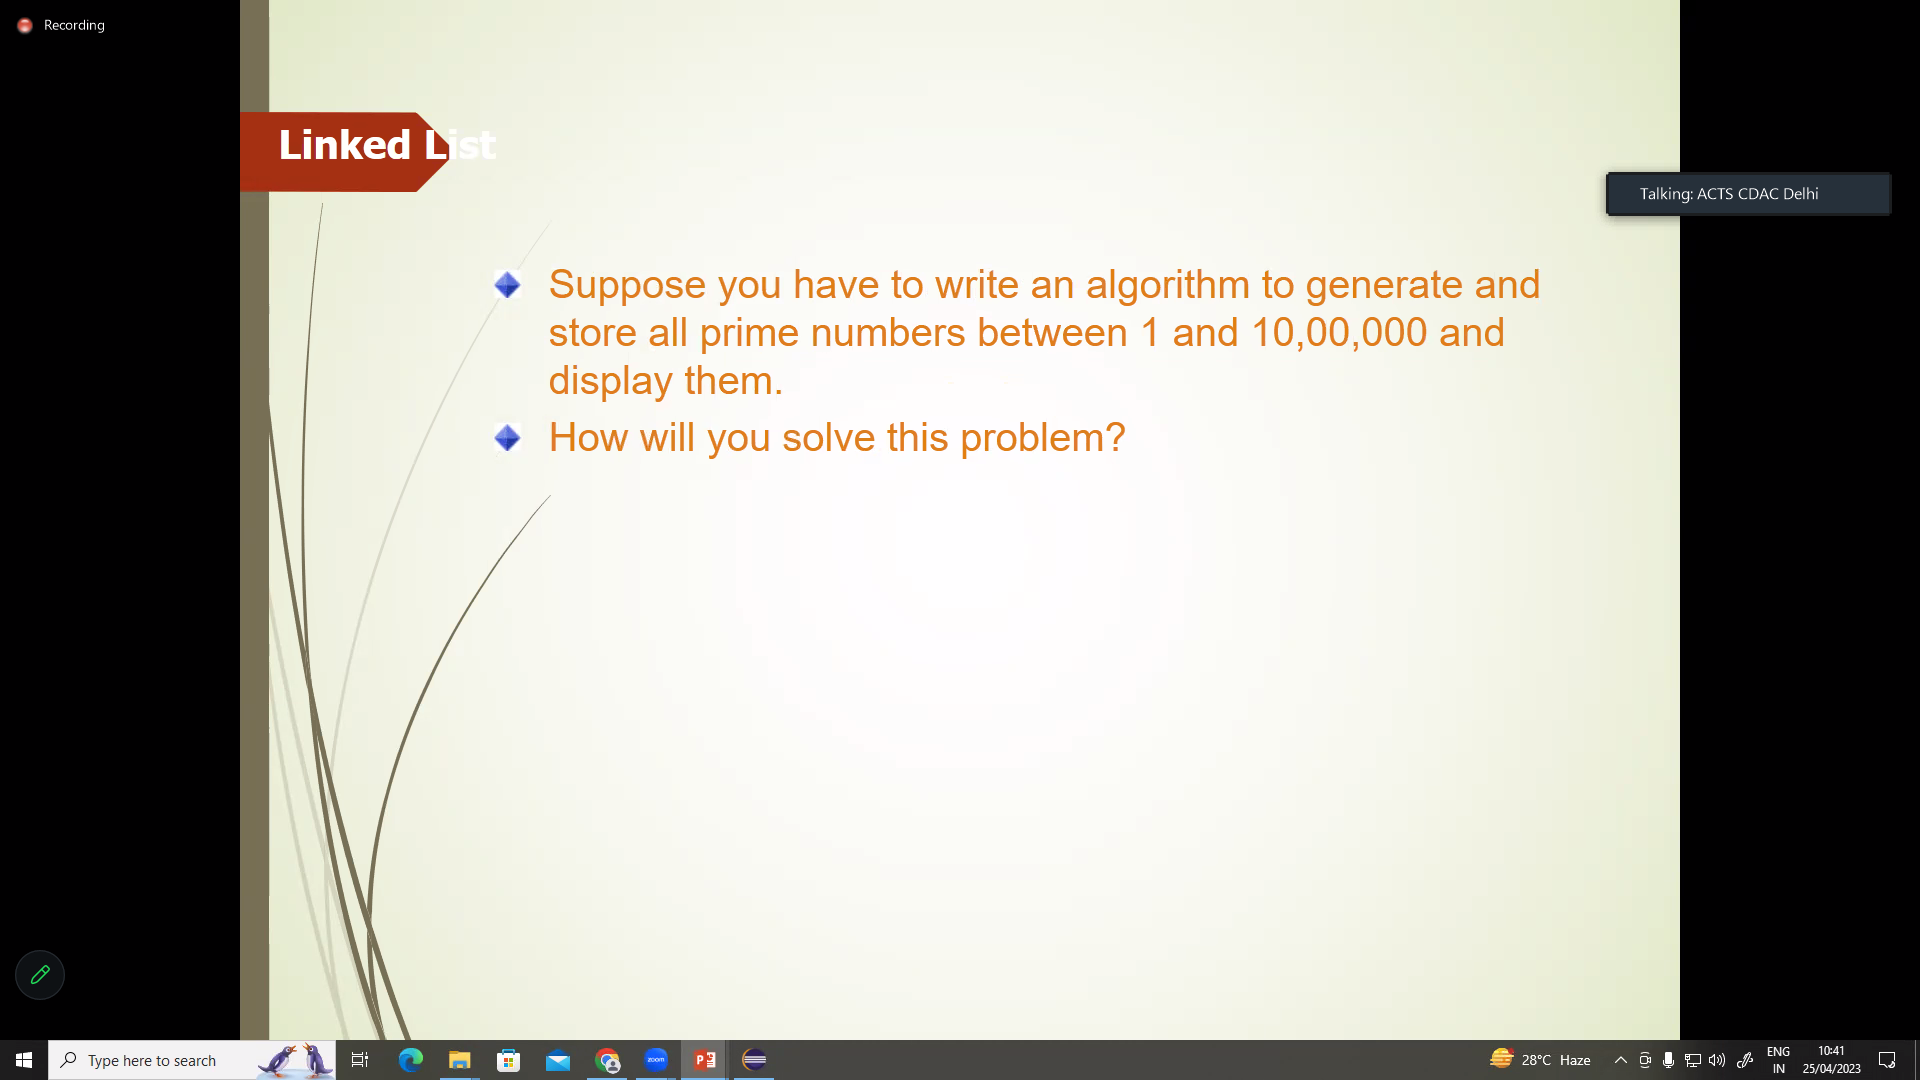 Recording
Linked List
Talking: ACTS CDAC Delhi
Suppose you have to write an algorithm to generate and
store all prime numbers between 1 and 10,00,000 and
display them.
How will you solve this problem?
Type here to search
zoom
28°C Haze
ENG
IN
10:41
25/04/2023